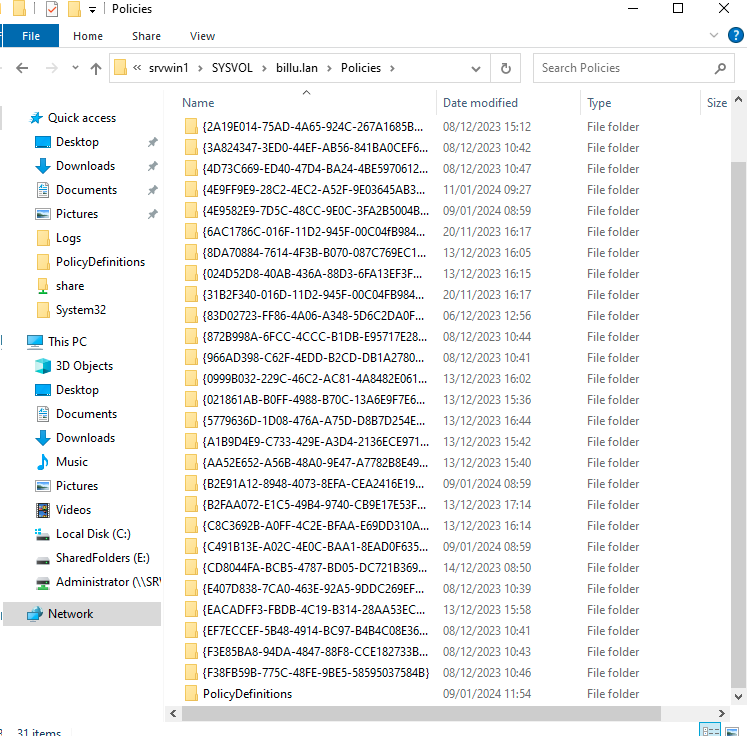 Policies
File
Home
Share
View
?
«
srvwin1
SYSVOL
billu.lan
Policies
Search Policies
Quick access
Desktop
Downloads
Documents
Pictures
Logs
PolicyDefinitions
share
System32
This PC
3D Objects
Desktop
Documents
Downloads
Music
Pictures
Videos
Local Disk (C:)
SharedFolders (E:)
Administrator (\\SRV
Network
Name Date modified Type Size
{2A19E014-75AD-4A65-924C-267A1685B... 08/12/2023 15:12 File folder
{3A824347-3ED0-44EF-AB56-841BA0CEF6... 08/12/2023 10:42 File folder
{4D73C669-ED40-47D4-BA24-4BE5970612... 08/12/2023 10:47 File folder
{4E9FF9E9-28C2-4EC2-A52F-9E03645AB3... 11/01/2024 09:27 File folder
{4E9582E9-7D5C-48CC-9E0C-3FA2B5004B... 09/01/2024 08:59 File folder
{6AC1786C-016F-11D2-945F-00C04fB984... 20/11/2023 16:17 File folder
{8DA70884-7614-4F3B-B070-087C769EC1... 13/12/2023 16:05 File folder
{024D52D8-40AB-436A-88D3-6FA13EF3F... 13/12/2023 16:15 File folder
{31B2F340-016D-11D2-945F-00C04FB984... 20/11/2023 16:17 File folder
{83D02723-FF86-4A06-A348-5D6C2DA0F... 06/12/2023 12:56 File folder
{872B998A-6FCC-4CCC-B1DB-E95717E28... 08/12/2023 10:44 File folder
{966AD398-C62F-4EDD-B2CD-DB1A2780... 08/12/2023 10:41 File folder
{0999B032-229C-46C2-AC81-4A8482E061... 13/12/2023 16:02 File folder
{021861AB-B0FF-4988-B70C-13A6E9F7E6... 13/12/2023 15:36 File folder
{5779636D-1D08-476A-A75D-D8B7D254E... 13/12/2023 16:44 File folder
{A1B9D4E9-C733-429E-A3D4-2136ECE971... 13/12/2023 15:42 File folder
{AA52E652-A56B-48A0-9E47-A7782B8E49... 13/12/2023 15:40 File folder
{B2E91A12-8948-4073-8EFA-CEA2416E19... 09/01/2024 08:59 File folder
{B2FAA072-E1C5-49B4-9740-CB9E17E53F... 13/12/2023 17:14 File folder
{C8C3692B-A0FF-4C2E-BFAA-E69DD310A... 13/12/2023 16:14 File folder
{C491B13E-A02C-4E0C-BAA1-8EAD0F635... 09/01/2024 08:59 File folder
{CD8044FA-BCB5-4787-BD05-DC721B369... 14/12/2023 08:50 File folder
{E407D838-7CA0-463E-92A5-9DDC269EF... 08/12/2023 10:39 File folder
{EACADFF3-FBDB-4C19-B314-28AA53EC... 13/12/2023 15:58 File folder
{EF7ECCEF-5B48-4914-BC97-B4B4C08E36... 08/12/2023 10:41 File folder
{F3E85BA8-94DA-4847-88F8-CCE182733B... 08/12/2023 10:43 File folder
{F38FB59B-775C-48FE-9BE5-58595037584B} 08/12/2023 10:46 File folder
PolicyDefinitions 09/01/2024 11:54 File folder
31 items